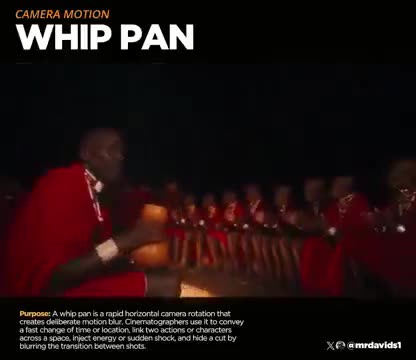 CAMERA MOTION
WHIP PAN
Purpose: A whip pan is a rapid horizontal camera rotation that
creates deliberate motion blur. Cinematographers use it to convey
a fast change of time or location, link two actions or characters
across a space, inject energy or sudden shock, and hide a cut by
blurring the transition between shots.
@mrdavids1